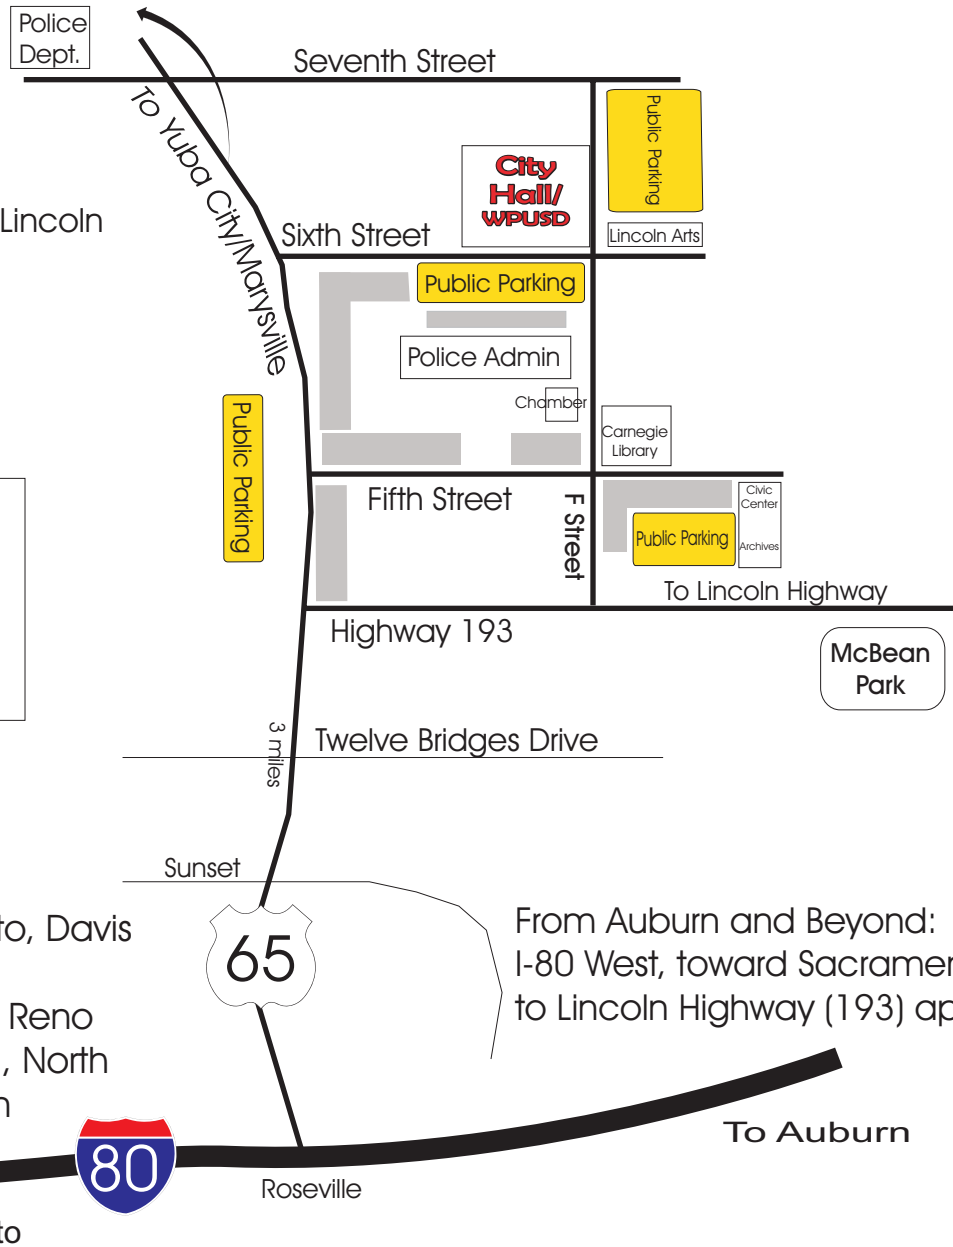 Police
Dept.
Seventh Street
To Yuba City/Marysville
Public Parking
City
Hall/
WPUSD
Lincoln
Sixth Street
Lincoln Arts
Public Parking
Police Admin
Chamber
Carnegie
Library
Public Parking
Fifth Street
F Street
Civic
Center
Public Parking
Archives
To Lincoln Highway
Highway 193
McBean
Park
3 miles
Twelve Bridges Drive
Sunset
to, Davis
65
From Auburn and Beyond:
I-80 West, toward Sacramen
to Lincoln Highway (193) ap
Reno
, North
n
80
To Auburn
Roseville
to